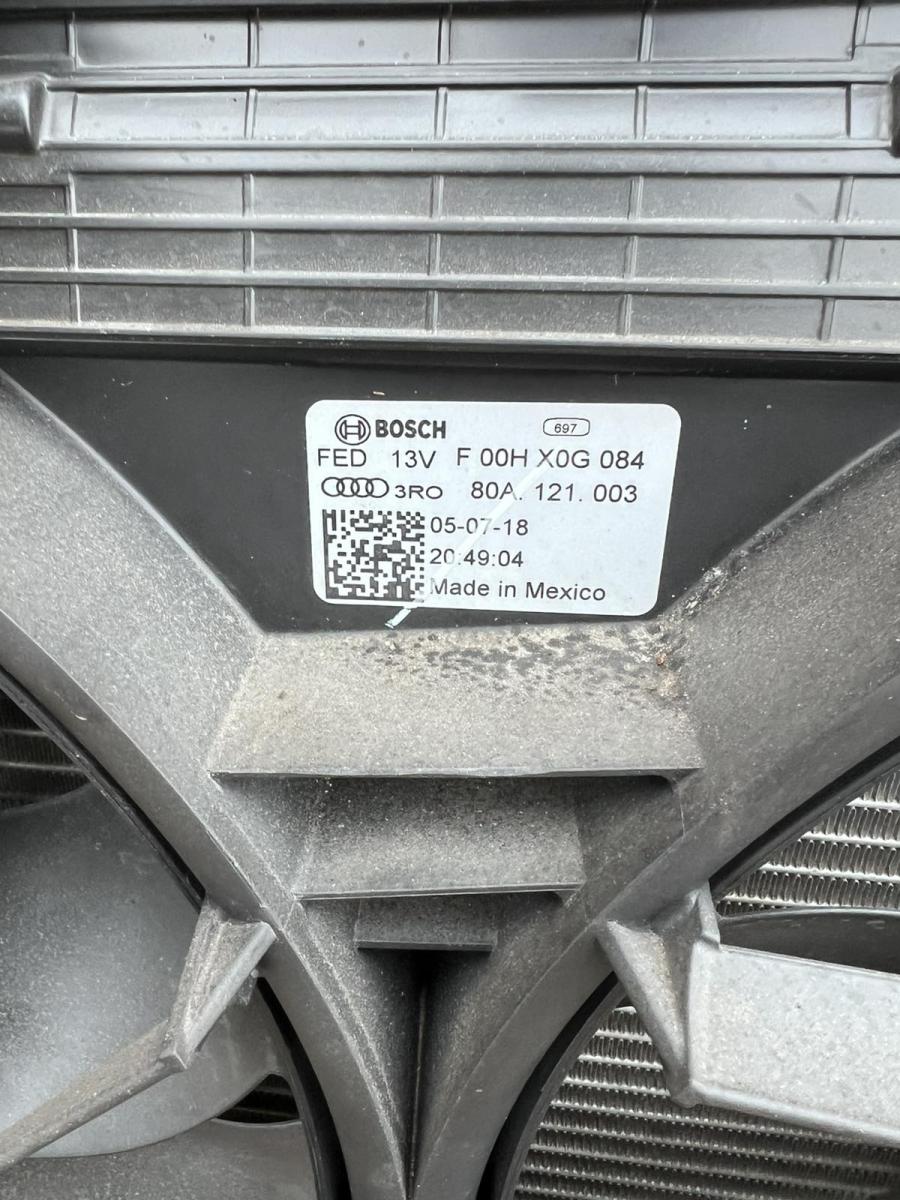 BOSCH 697
FED 13V F 00H X0G 084
3RO 80A. 121. 003
05-07-18
20:49:04
Made in Mexico